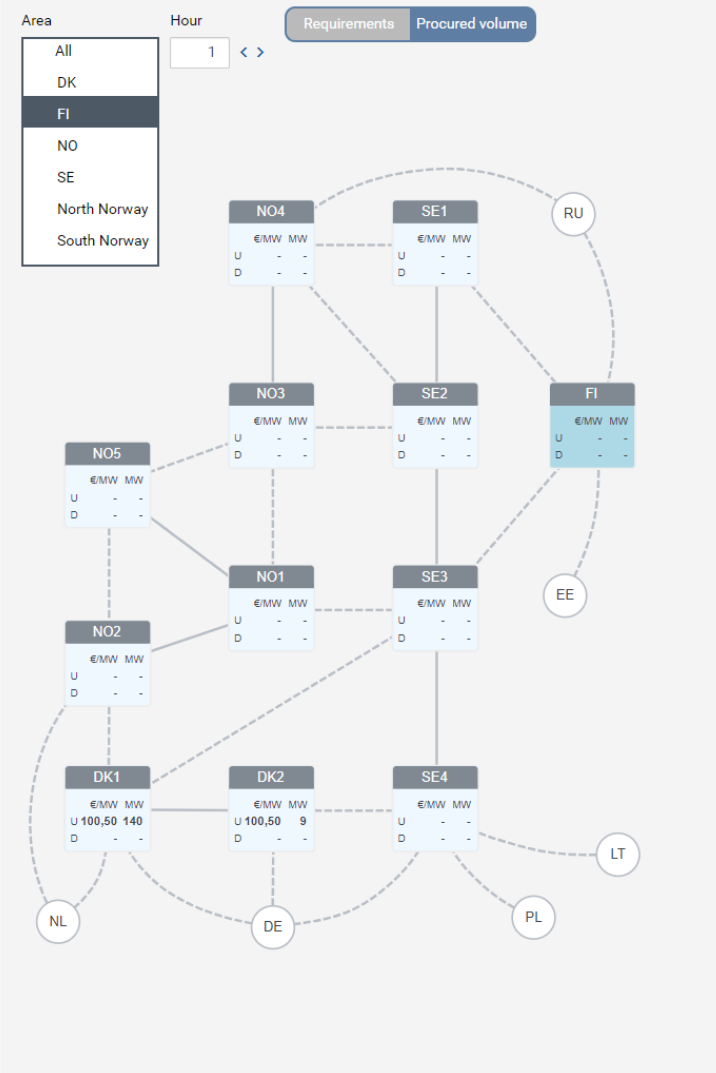 Area Hour Requirements Procured volume
All 1
DK
FI
NO
SE
North Norway
South Norway
NO4 SE1 RU
€/MW MW €/MW MW
U - - U - -
D - - D - -
NO3 SE2 FI
€/MW MW €/MW MW €/MW MW
U - - U - - U - -
D - - D - - D - -
NO5
€/MW MW
U - -
D - -
NO1 SE3 EE
€/MW MW €/MW MW
U - - U - -
D - - D - -
NO2
€/MW MW
U - -
D - -
DK1 DK2 SE4
€/MW MW €/MW MW €/MW MW
U 100,50 140 U 100,50 9 U - -
D - - D - - D - -
LT
NL DE PL